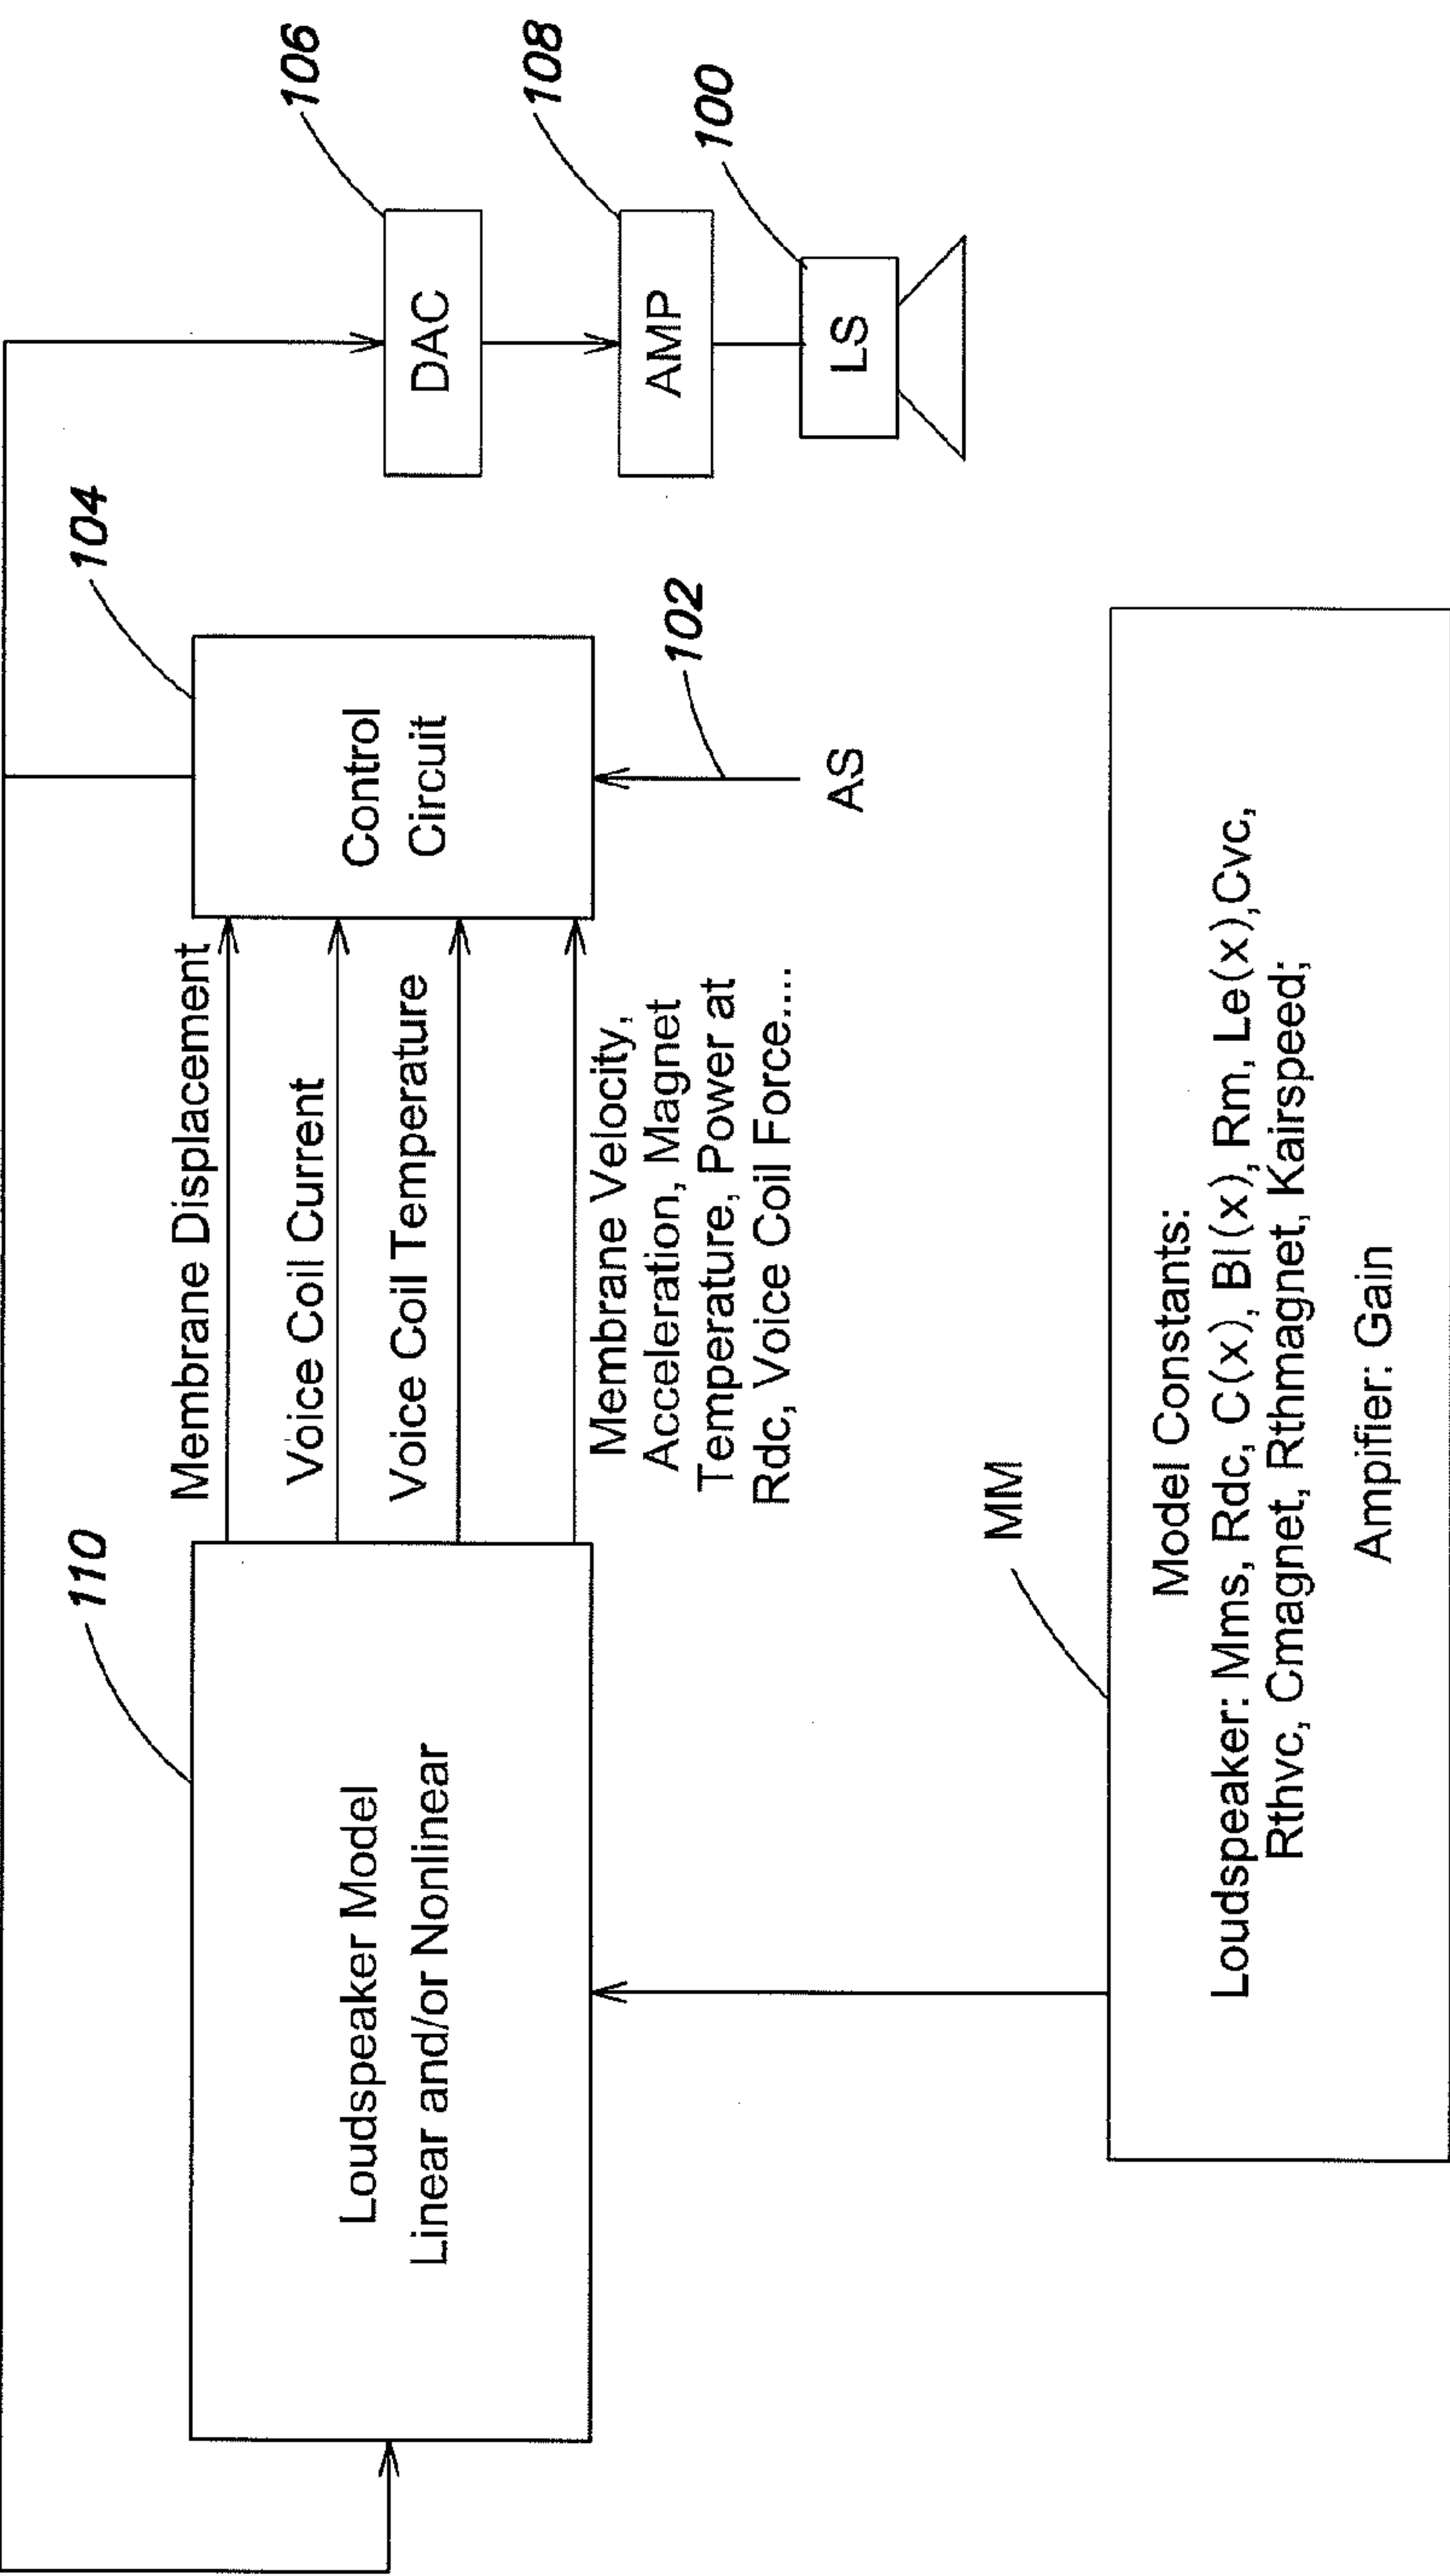 110
104
106
108
100
102
Loudspeaker Model
Linear and/or Nonlinear
Membrane Displacement
Voice Coil Current
Voice Coil Temperature
Membrane Velocity,
Acceleration, Magnet
Temperature, Power at
Rdc, Voice Coil Force....
Control
Circuit
AS
DAC
AMP
LS
MM
Model Constants:
Loudspeaker: Mms, Rdc, C(x), Bl(x), Rm, Le(x),Cvc,
Rthvc, Cmagnet, Rthmagnet, Kairspeed;
Ampifier: Gain